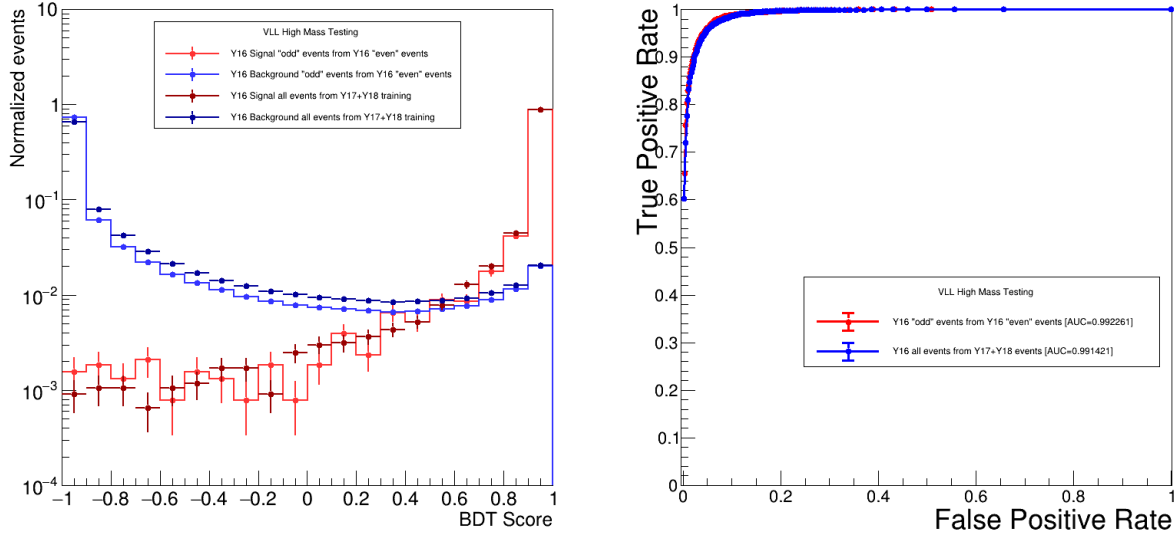 10
1
10⁻¹
10⁻²
10⁻³
10⁻⁴
Normalized events
VLL High Mass Testing
Y16 Signal "odd" events from Y16 "even" events
Y16 Background "odd" events from Y16 "even" events
Y16 Signal all events from Y17+Y18 training
Y16 Background all events from Y17+Y18 training
−1 −0.8 −0.6 −0.4 −0.2 0 0.2 0.4 0.6 0.8 1
BDT Score
True Positive Rate
1
0.9
0.8
0.7
0.6
0.5
0.4
0.3
0.2
0.1
0
VLL High Mass Testing
Y16 "odd" events from Y16 "even" events [AUC=0.992261]
Y16 all events from Y17+Y18 events [AUC=0.991421]
0 0.2 0.4 0.6 0.8 1
False Positive Rate